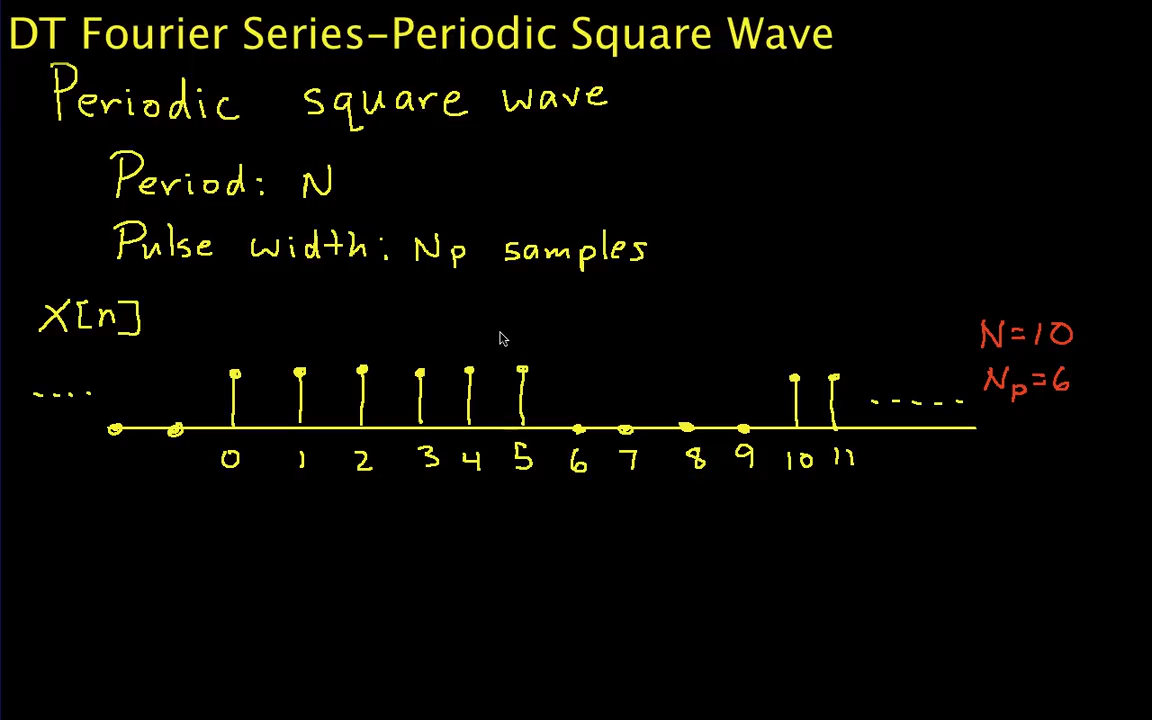 DT Fourier Series-Periodic Square Wave
Periodic square wave
Period: N
Pulse width: Np samples
X[n]
N=10
Np=6
0 1 2 3 4 5 6 7 8 9 10 11